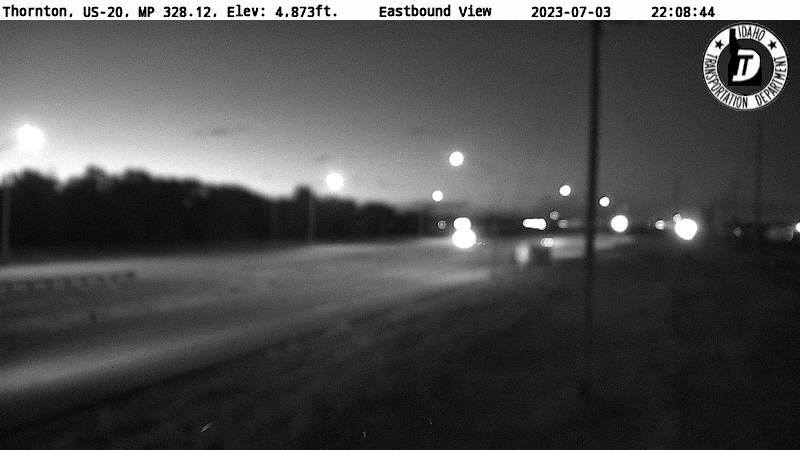 Thornton, US-20, MP 328.12, Elev: 4,873ft. Eastbound View 2023-07-03 22:08:44
IDAHO
TRANSPORTATION DEPARTMENT